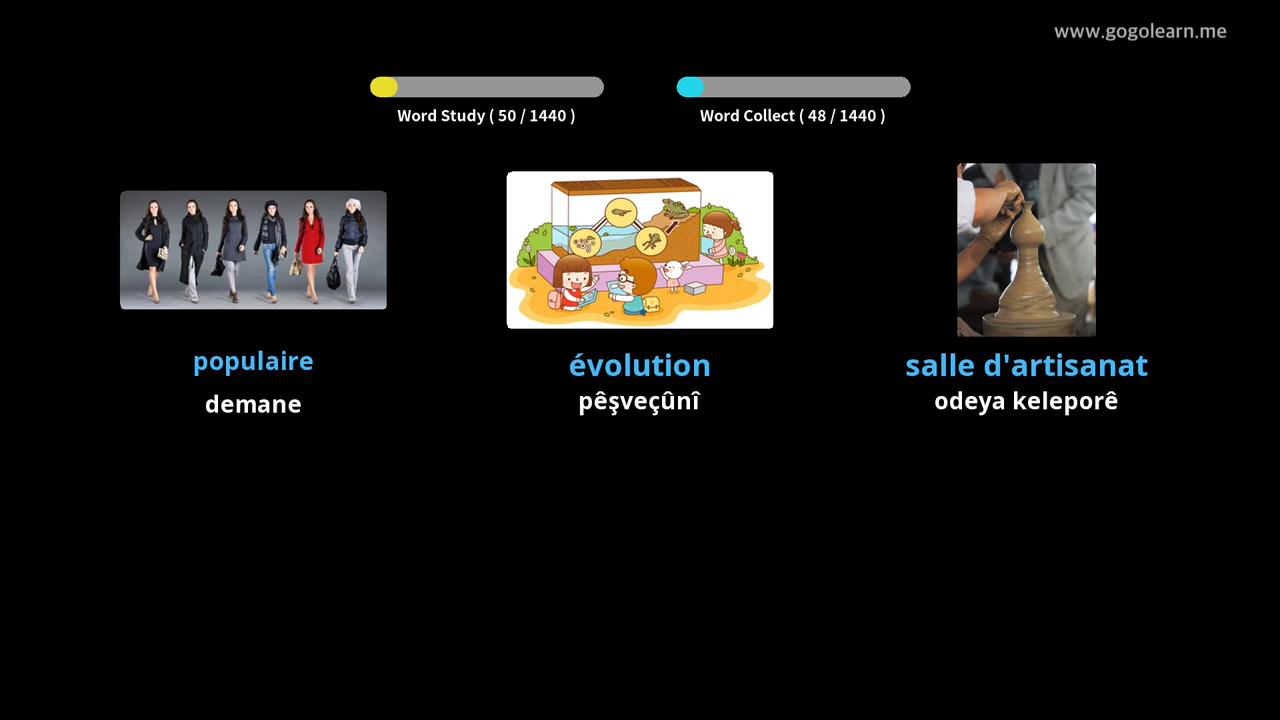 www.gogolearn.me
Word Study ( 50 / 1440 )
Word Collect ( 48 / 1440 )
populaire
demane
évolution
pêşveçûnî
salle d'artisanat
odeya keleporê